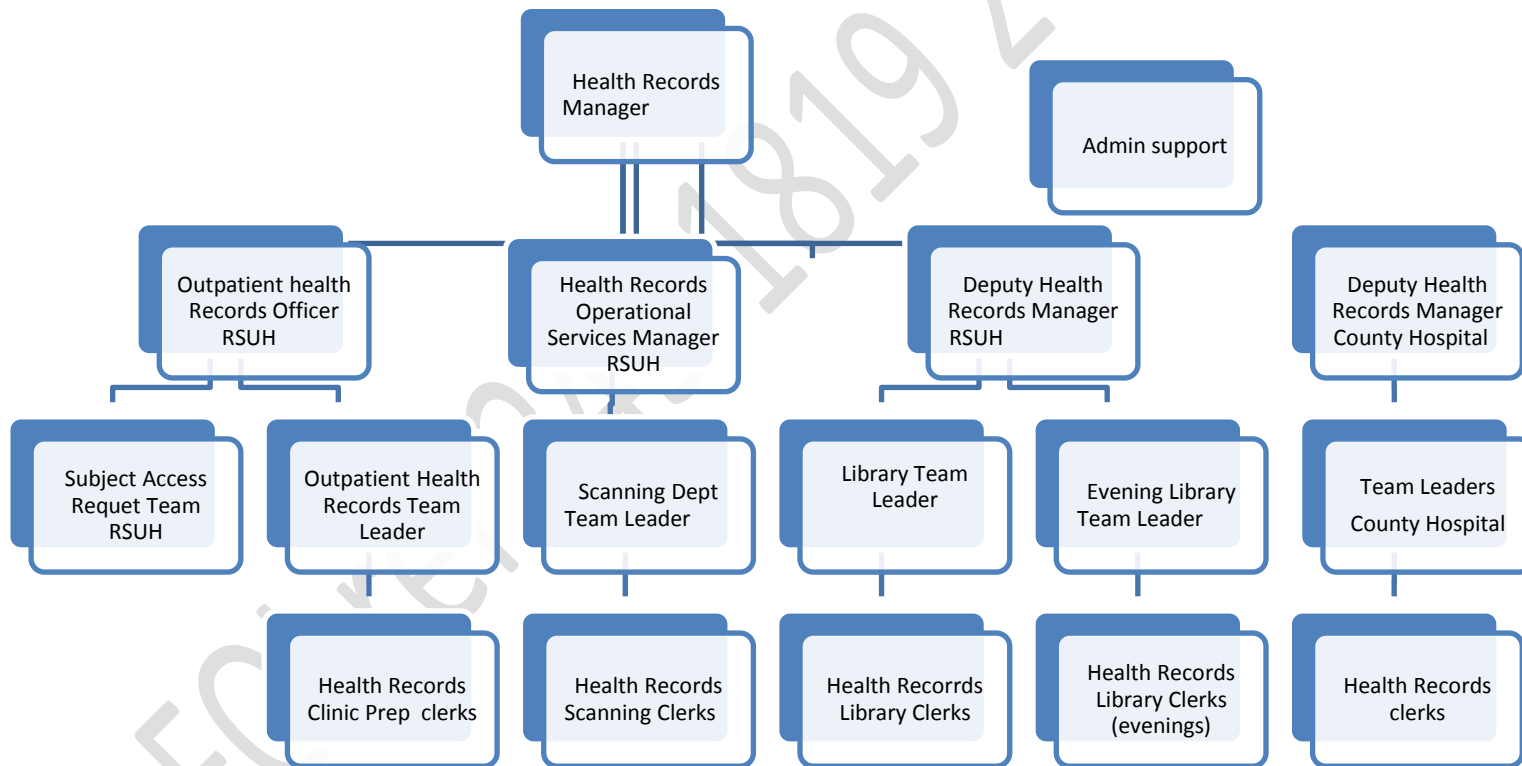 Health Records
Manager
Admin support
Outpatient health
Records Officer
RSUH
Health Records
Operational
Services Manager
RSUH
Deputy Health
Records Manager
RSUH
Deputy Health
Records Manager
County Hospital
Subject Access
Requet Team
RSUH
Outpatient Health
Records Team
Leader
Scanning Dept
Team Leader
Library Team
Leader
Evening Library
Team Leader
Team Leaders
County Hospital
Health Records
Clinic Prep clerks
Health Records
Scanning Clerks
Health Recorrds
Library Clerks
Health Records
Library Clerks
(evenings)
Health Records
clerks
1819